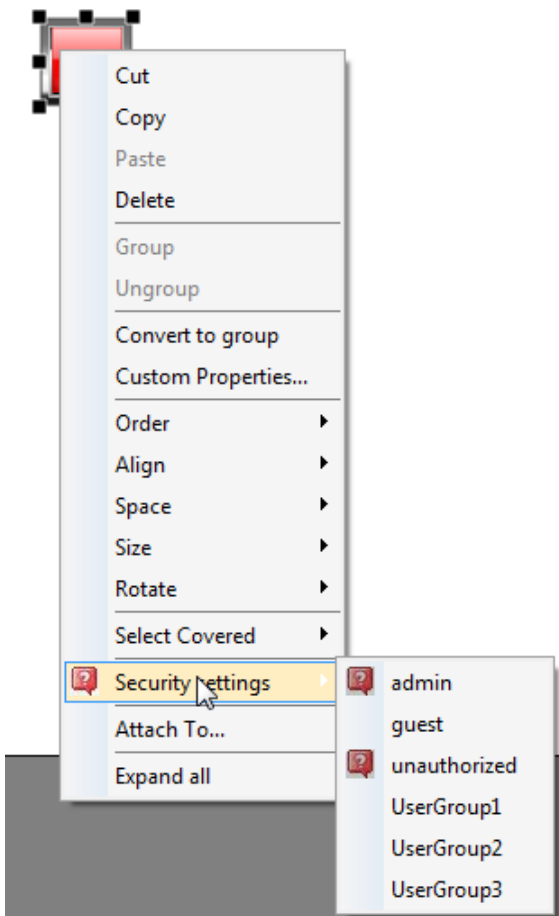 Cut
Copy
Paste
Delete
Group
Ungroup
Convert to group
Custom Properties...
Order
Align
Space
Size
Rotate
Select Covered
Security settings
Attach To...
Expand all
admin
guest
unauthorized
UserGroup1
UserGroup2
UserGroup3